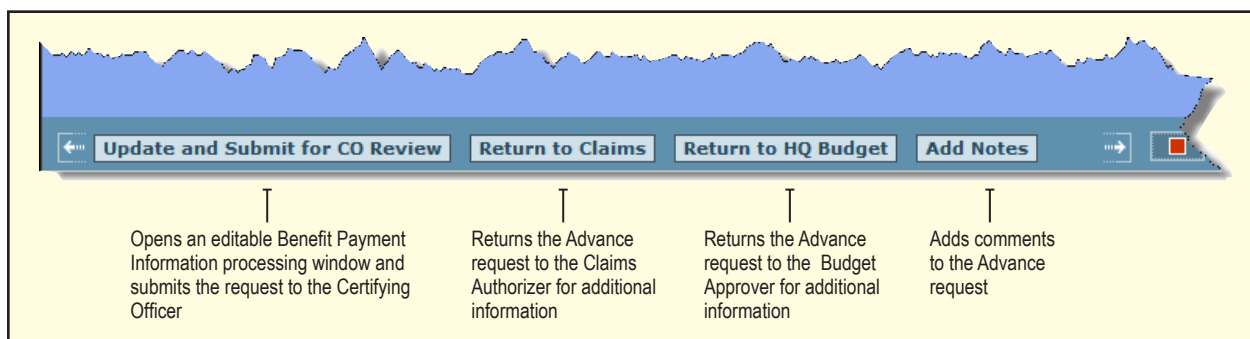 Update and Submit for CO Review
Return to Claims
Return to HQ Budget
Add Notes
Opens an editable Benefit Payment
Information processing window and
submits the request to the Certifying
Officer
Returns the Advance
request to the Claims
Authorizer for additional
information
Returns the Advance
request to the Budget
Approver for additional
information
Adds comments
to the Advance
request